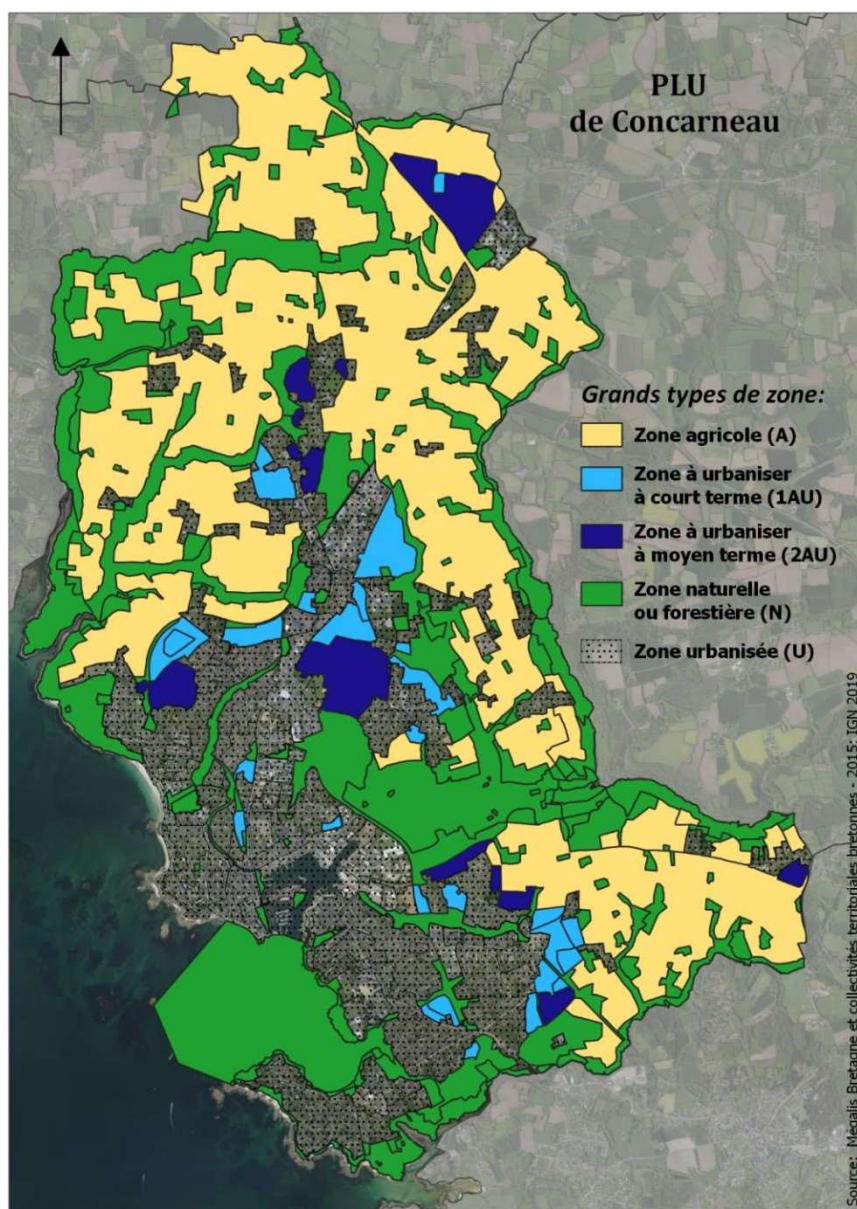 PLU
de Concarneau
Grands types de zone:
Zone agricole (A)
Zone à urbaniser
à court terme (1AU)
Zone à urbaniser
à moyen terme (2AU)
Zone naturelle
ou forestière (N)
Zone urbanisée (U)
Source: Mégalis Bretagne et collectivités territoriales bretonnes - 2015; IGN 2019